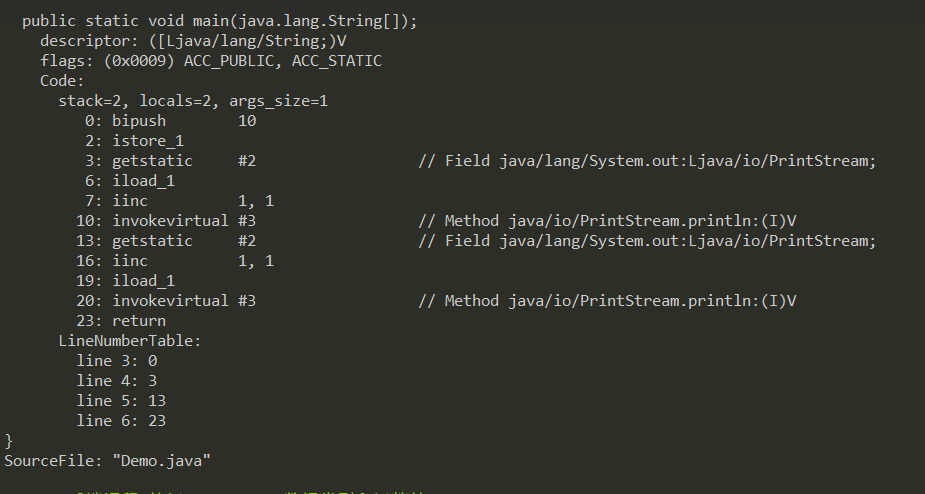 public static void main(java.lang.String[]);
descriptor: ([Ljava/lang/String;)V
flags: (0x0009) ACC_PUBLIC, ACC_STATIC
Code:
stack=2, locals=2, args_size=1
0: bipush 10
2: istore_1
3: getstatic #2 // Field java/lang/System.out:Ljava/io/PrintStream;
6: iload_1
7: iinc 1, 1
10: invokevirtual #3 // Method java/io/PrintStream.println:(I)V
13: getstatic #2 // Field java/lang/System.out:Ljava/io/PrintStream;
16: iinc 1, 1
19: iload_1
20: invokevirtual #3 // Method java/io/PrintStream.println:(I)V
23: return
LineNumberTable:
line 3: 0
line 4: 3
line 5: 13
line 6: 23
}
SourceFile: "Demo.java"